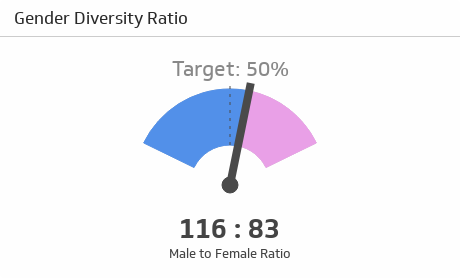 Gender Diversity Ratio
Target: 50%
116 : 83
Male to Female Ratio